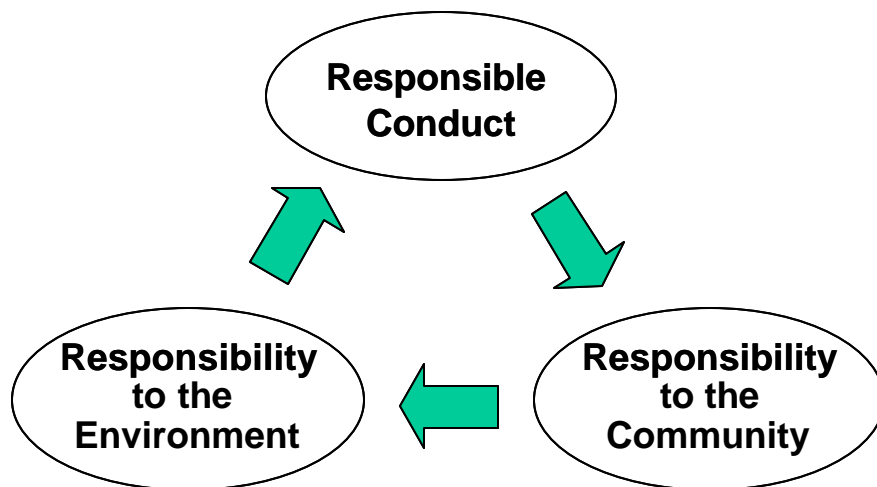 Responsible
Conduct
Responsibility
to the
Environment
Responsibility
to the
Community